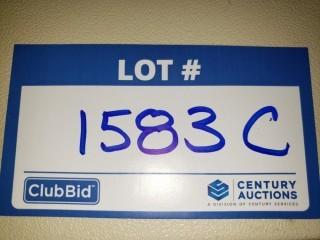 LOT #
1583 C
ClubBid
CENTURY
AUCTIONS
A DIVISION OF CENTURY SERVICES